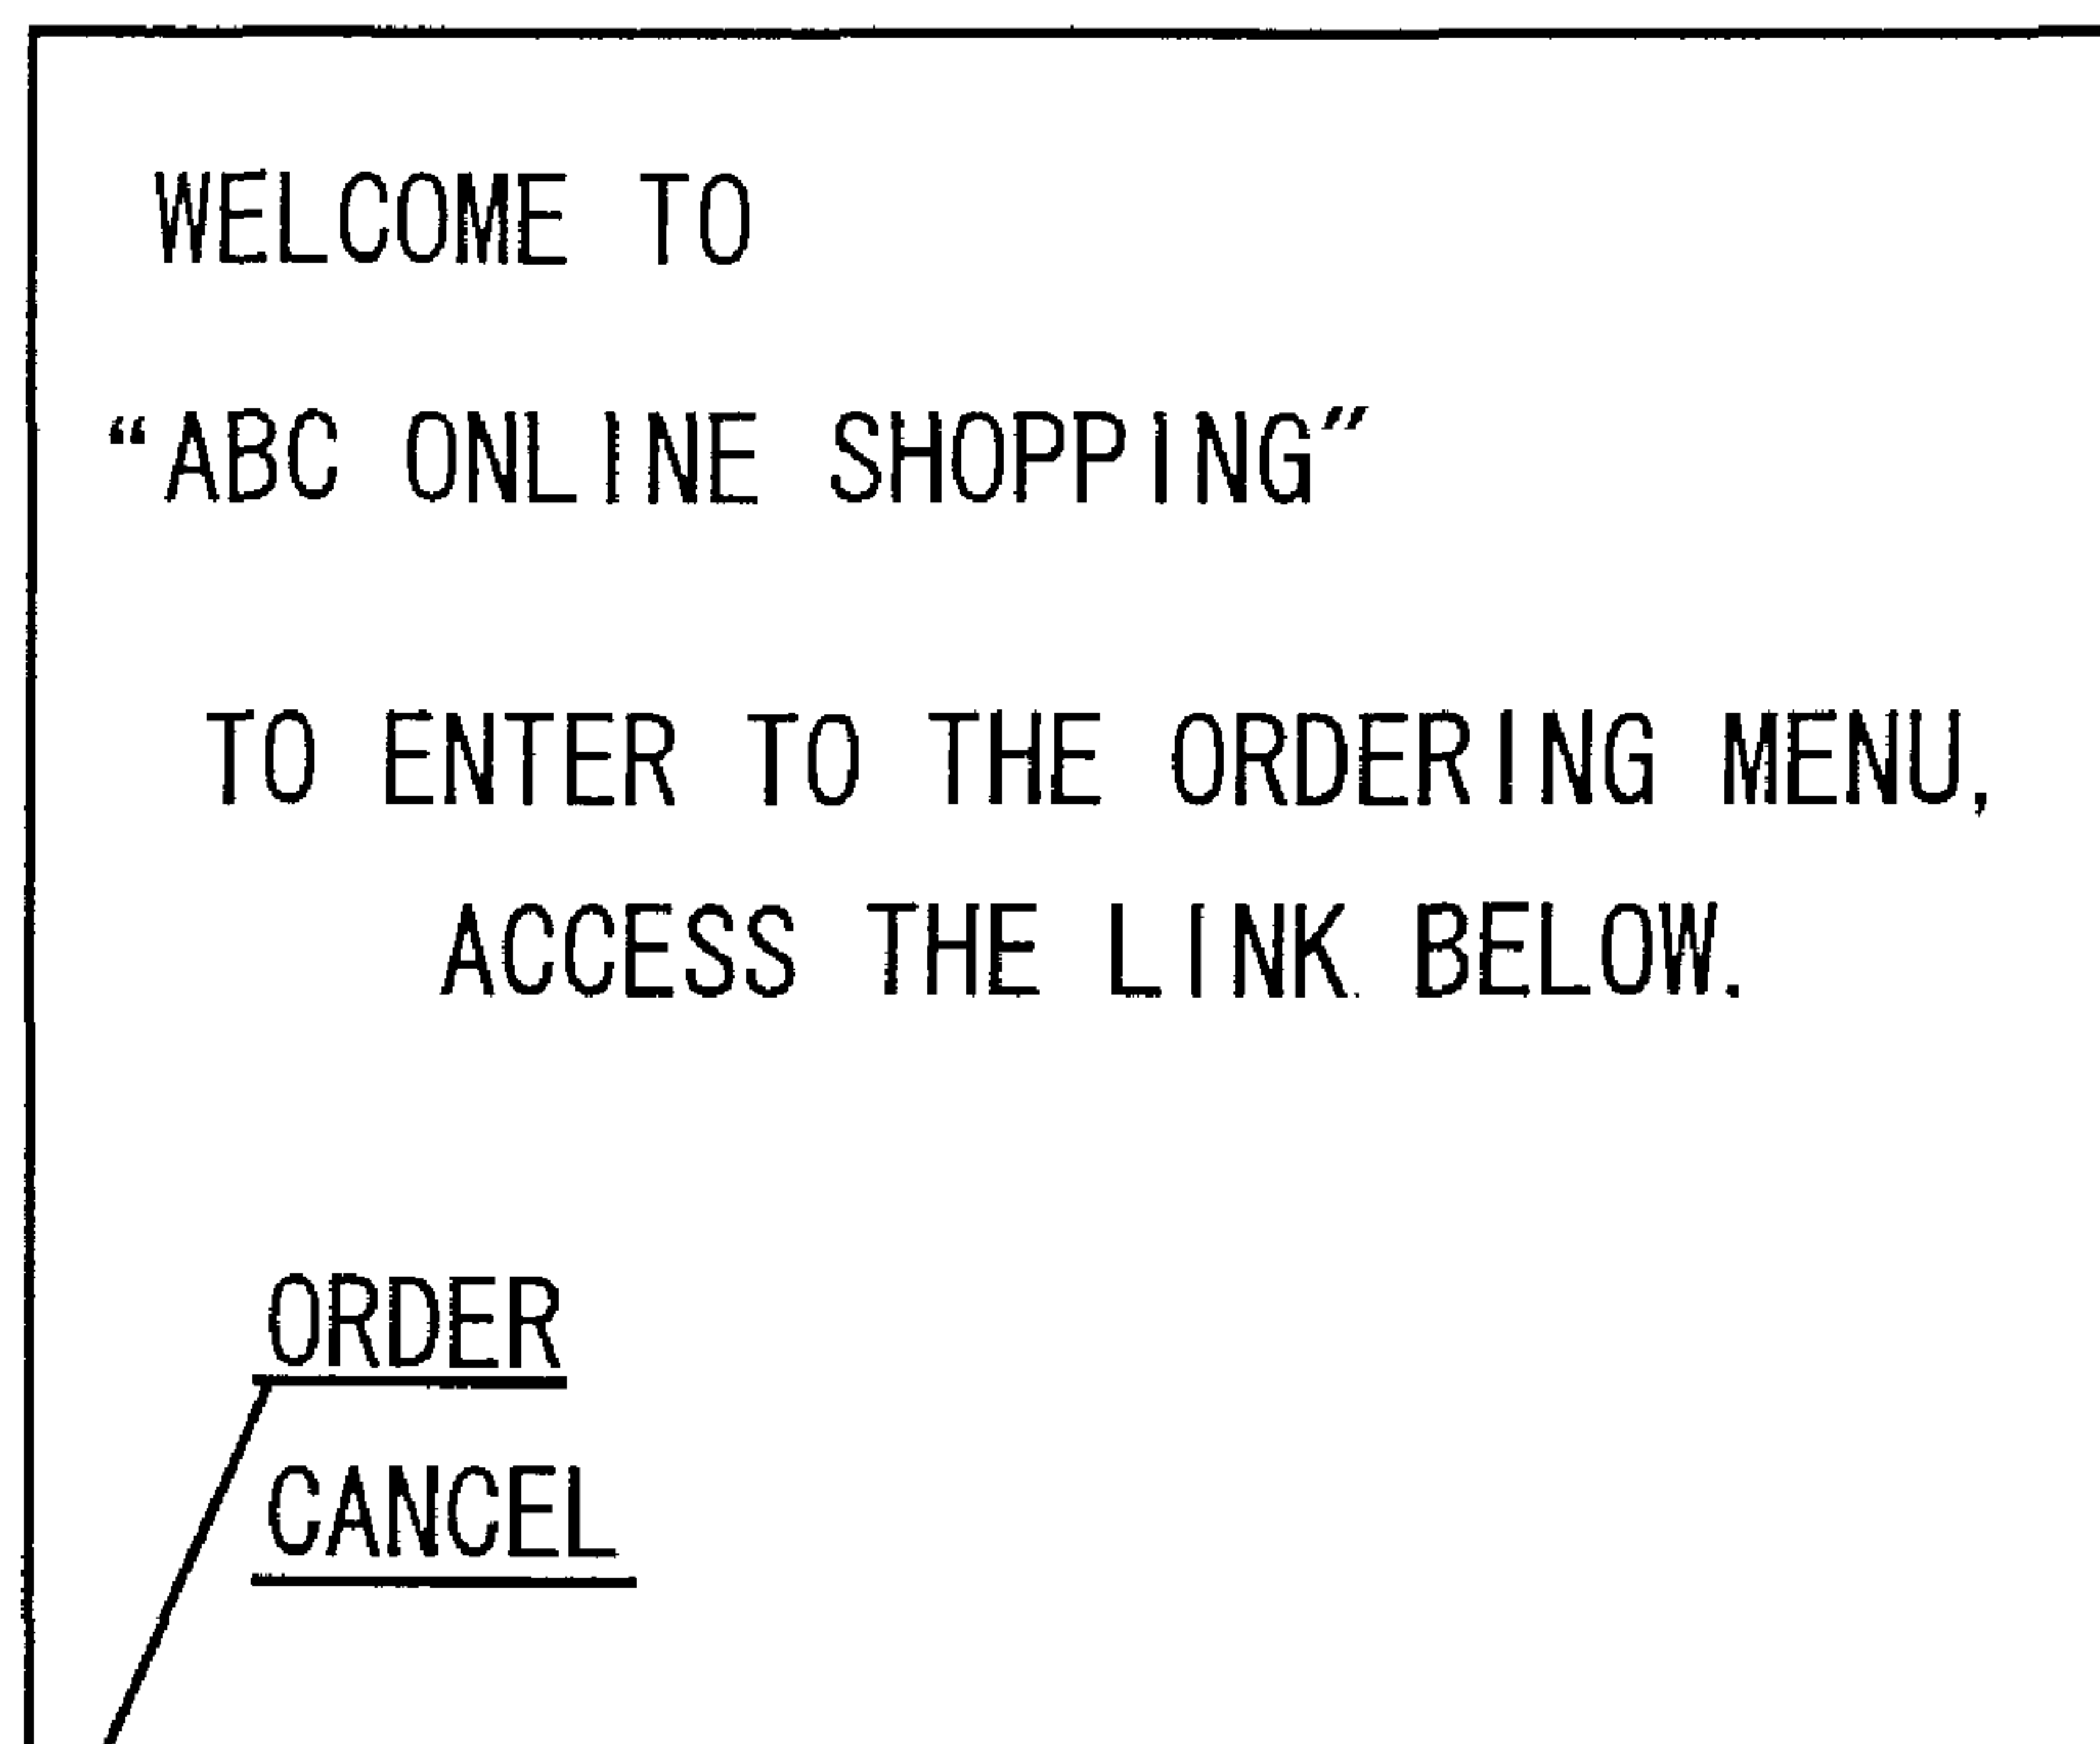 WELCOME TO
“ABC ONLINE SHOPPING”
TO ENTER TO THE ORDERING MENU,
ACCESS THE LINK BELOW.
ORDER
CANCEL